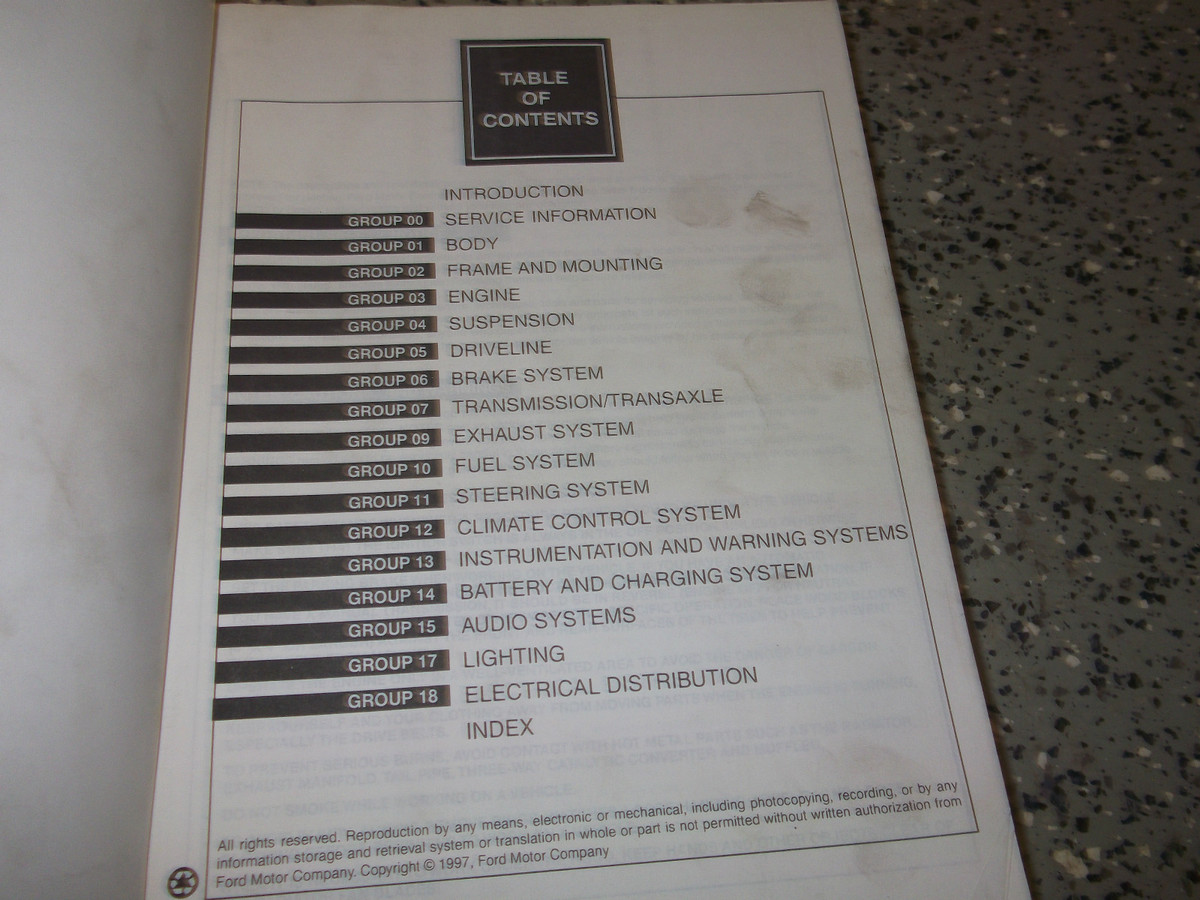 TABLE
OF
CONTENTS
INTRODUCTION
GROUP 00 SERVICE INFORMATION
GROUP 01 BODY
GROUP 02 FRAME AND MOUNTING
GROUP 03 ENGINE
GROUP 04 SUSPENSION
GROUP 05 DRIVELINE
GROUP 06 BRAKE SYSTEM
GROUP 07 TRANSMISSION/TRANSAXLE
GROUP 09 EXHAUST SYSTEM
GROUP 10 FUEL SYSTEM
GROUP 11 STEERING SYSTEM
GROUP 12 CLIMATE CONTROL SYSTEM
GROUP 13 INSTRUMENTATION AND WARNING SYSTEMS
GROUP 14 BATTERY AND CHARGING SYSTEM
GROUP 15 AUDIO SYSTEMS
GROUP 17 LIGHTING
GROUP 18 ELECTRICAL DISTRIBUTION
INDEX
All rights reserved. Reproduction by any means, electronic or mechanical, including photocopying, recording, or by any
information storage and retrieval system or translation in whole or part is not permitted without written authorization from
Ford Motor Company. Copyright © 1997, Ford Motor Company